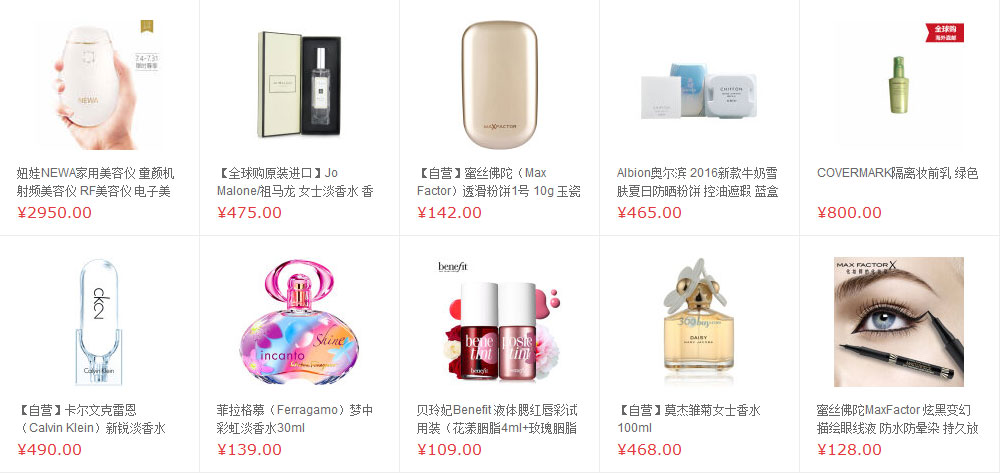 NEWA
7.4-7.31
全球购
海外直邮
MAXFACTOR
CHIFFON
妞娃NEWA家用美容仪 童颜机
射频美容仪 RF美容仪 电子美
¥2950.00
【全球购原装进口】Jo
Malone/祖马龙 女士淡香水 香
¥475.00
【自营】蜜丝佛陀（Max
Factor）透滑粉饼1号 10g 玉瓷
¥142.00
Albion奥尔滨 2016新款牛奶雪
肤夏日防晒粉饼 控油遮瑕 蓝盒
¥465.00
COVERMARK隔离妆前乳 绿色
¥800.00
ck2
Calvin Klein
Shine
incanto
benefit
bene
tint
posie
tint
benefit
360buy.com
DAISY
MARC JACOBS
MAX FACTOR X
【自营】卡尔文克雷恩
（Calvin Klein）新锐淡香水
¥490.00
菲拉格慕（Ferragamo）梦中
彩虹淡香水30ml
¥139.00
贝玲妃Benefit 液体腮红唇彩试
用装（花漾胭脂4ml+玫瑰胭脂
¥109.00
【自营】莫杰雏菊女士香水
100ml
¥468.00
蜜丝佛陀MaxFactor 炫黑变幻
描绘眼线液 防水防晕染 持久放
¥128.00